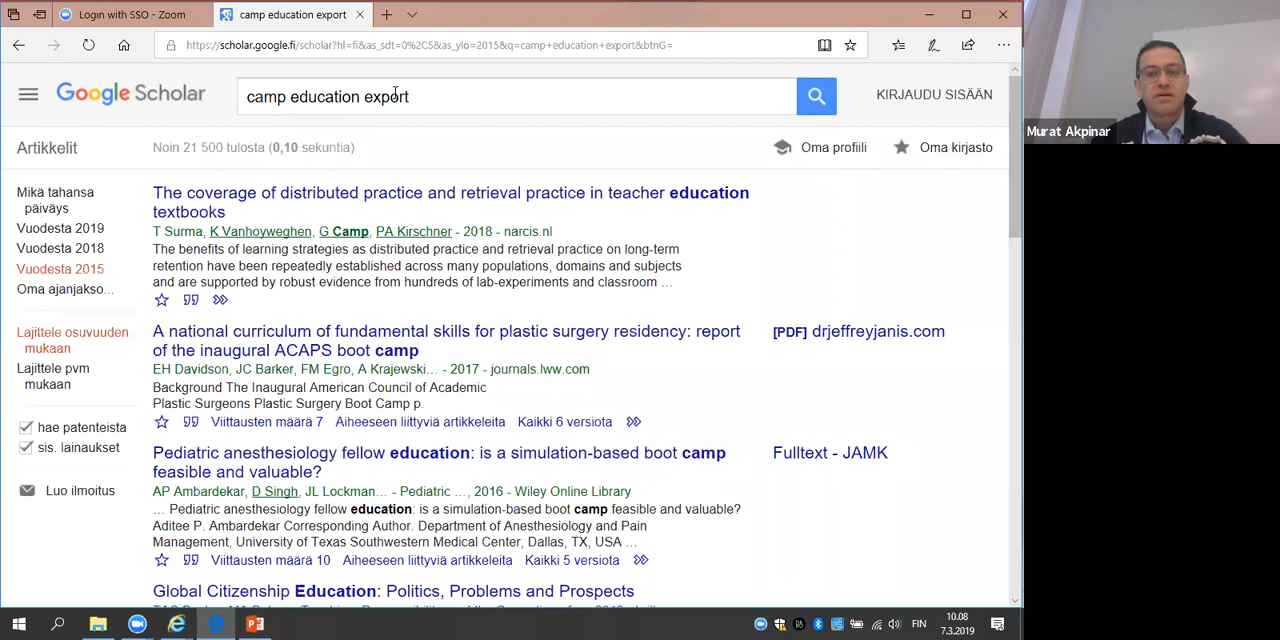 Login with SSO - Zoom
camp education export
https://scholar.google.fi/scholar?hl=fi&as_sdt=0%2C5&as_ylo=2015&q=camp+education+export&btnG=
Google Scholar
camp education export
KIRJAUDU SISÄÄN
Artikkelit
Noin 21 500 tulosta (0,10 sekuntia)
Oma profiili
Oma kirjasto
Mikä tahansa
päiväys
Vuodesta 2019
Vuodesta 2018
Vuodesta 2015
Oma ajanjakso...
Lajittele osuvuuden
mukaan
Lajittele pvm
mukaan
hae patenteista
sis. lainaukset
Luo ilmoitus
The coverage of distributed practice and retrieval practice in teacher education
textbooks
T Surma, K Vanhoyweghen, G Camp, PA Kirschner - 2018 - narcis.nl
The benefits of learning strategies as distributed practice and retrieval practice on long-term
retention have been repeatedly established across many populations, domains and subjects
and are supported by robust evidence from hundreds of lab-experiments and classroom ...
A national curriculum of fundamental skills for plastic surgery residency: report
of the inaugural ACAPS boot camp
[PDF] drjeffreyjanis.com
EH Davidson, JC Barker, FM Egro, A Krajewski... - 2017 - journals.lww.com
Background The Inaugural American Council of Academic
Plastic Surgeons Plastic Surgery Boot Camp p.
Viittausten määrä 7 Aiheeseen liittyviä artikkeleita Kaikki 6 versiota
Pediatric anesthesiology fellow education: is a simulation-based boot camp
feasible and valuable?
Fulltext - JAMK
AP Ambardekar, D Singh, JL Lockman... - Pediatric ..., 2016 - Wiley Online Library
... Pediatric anesthesiology fellow education: is a simulation-based boot camp feasible and valuable?
Aditee P. Ambardekar Corresponding Author. Department of Anesthesiology and Pain
Management, University of Texas Southwestern Medical Center, Dallas, TX, USA ...
Viittausten määrä 10 Aiheeseen liittyviä artikkeleita Kaikki 5 versiota
Global Citizenship Education: Politics, Problems and Prospects
FIN
10.08
7.3.2019
Murat Akpinar